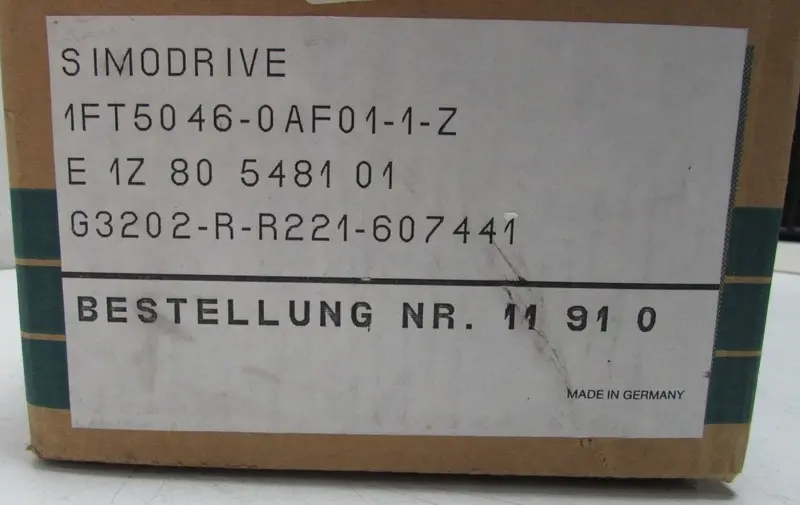 SIMODRIVE
1FT5046-0AF01-1-Z
E 1Z 80 5481 01
G3202-R-R221-607441
BESTELLUNG NR. 11 91 0
MADE IN GERMANY